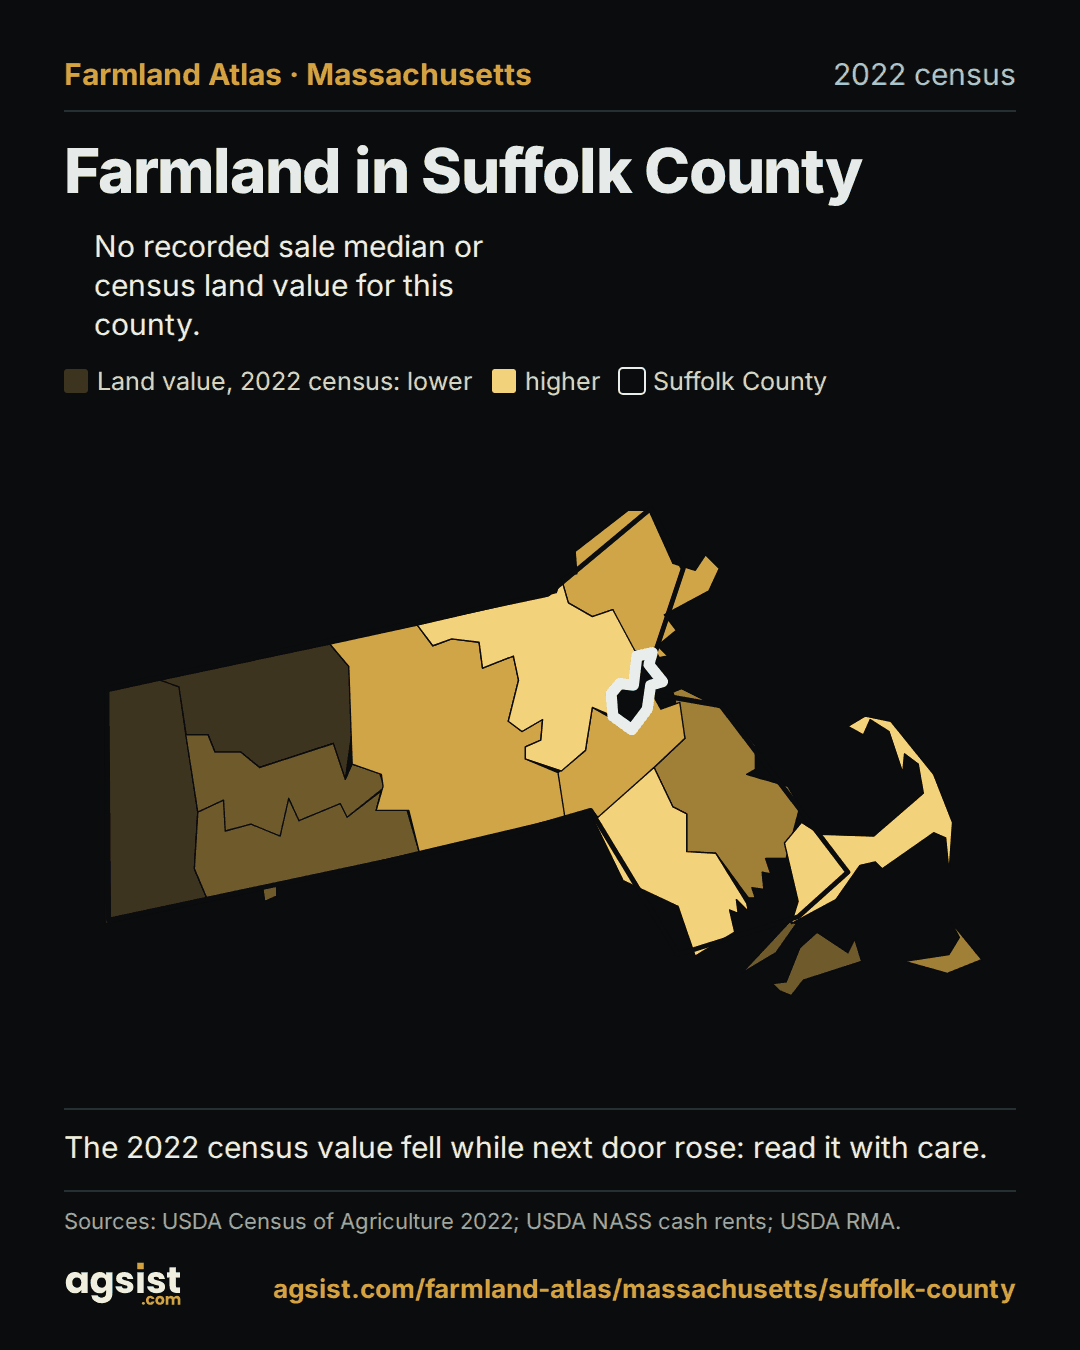 Farmland Atlas · Massachusetts
2022 census
Farmland in Suffolk County
No recorded sale median or
census land value for this
county.
Land value, 2022 census: lower
higher
Suffolk County
The 2022 census value fell while next door rose: read it with care.
Sources: USDA Census of Agriculture 2022; USDA NASS cash rents; USDA RMA.
agsist
.com
agsist.com/farmland-atlas/massachusetts/suffolk-county